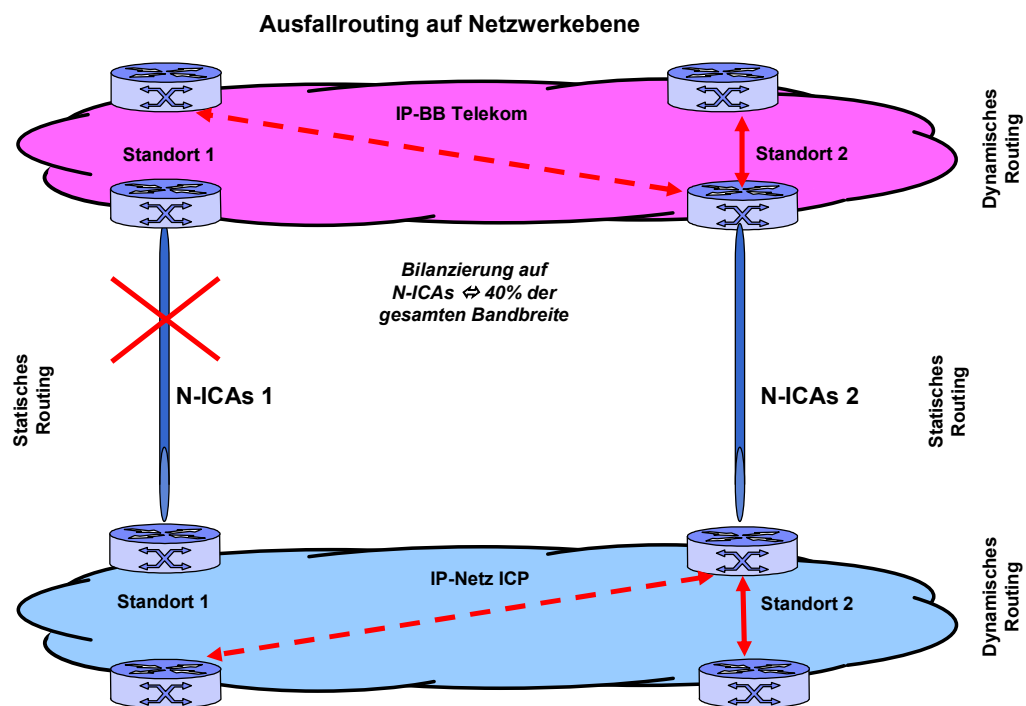 Ausfallrouting auf Netzwerkebene
IP-BB Telekom
Standort 1
Standort 2
Dynamisches
Routing
Bilanzierung auf
N-ICAs ⇔ 40% der
gesamten Bandbreite
Statisches
Routing
N-ICAs 1
N-ICAs 2
Statisches
Routing
IP-Netz ICP
Standort 1
Standort 2
Dynamisches
Routing